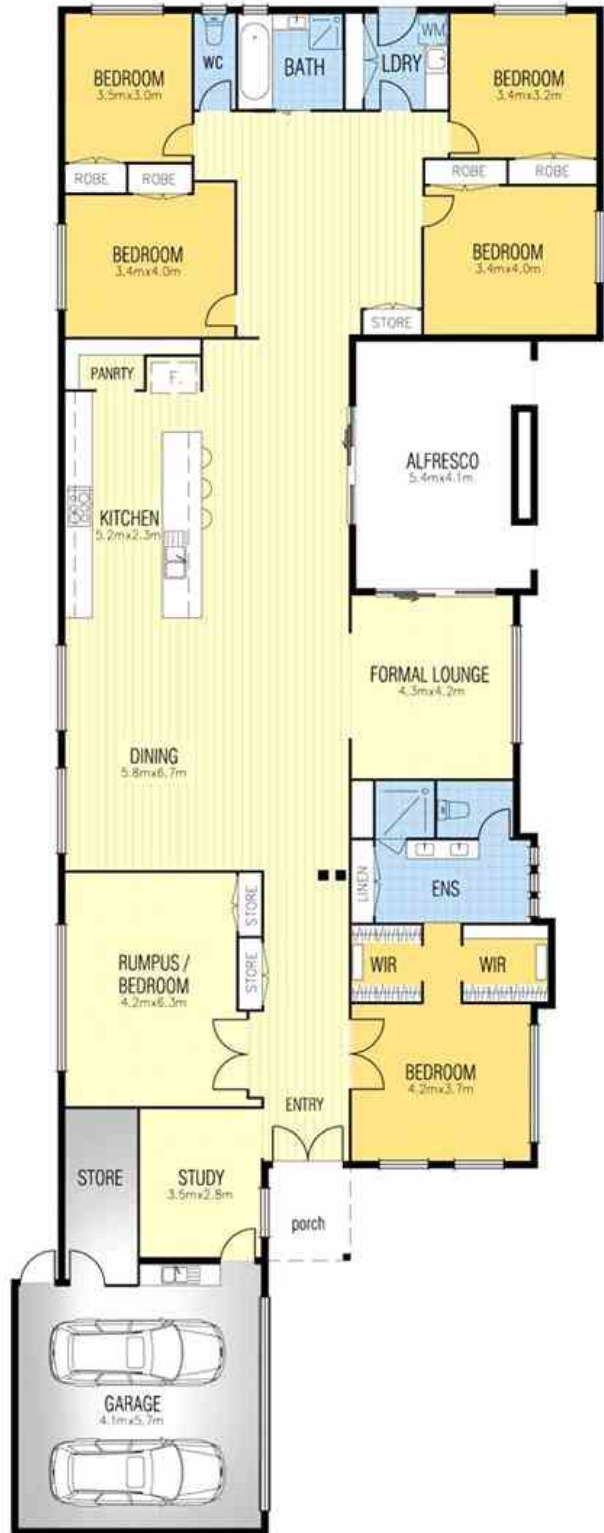 BEDROOM
3.5mx3.0m
WC
BATH
LDRY
WM
BEDROOM
3.4mx3.2m
ROBE
ROBE
ROBE
ROBE
BEDROOM
3.4mx4.0m
BEDROOM
3.4mx4.0m
STORE
PANRTY
F.
ALFRESCO
5.4mx4.1m
KITCHEN
5.2mx2.3m
FORMAL LOUNGE
4.3mx4.2m
DINING
5.8mx6.7m
LINEN
ENS
STORE
STORE
RUMPUS /
BEDROOM
4.2mx6.3m
WIR
WIR
BEDROOM
4.2mx3.7m
ENTRY
STORE
STUDY
3.5mx2.8m
porch
GARAGE
4.1mx5.7m